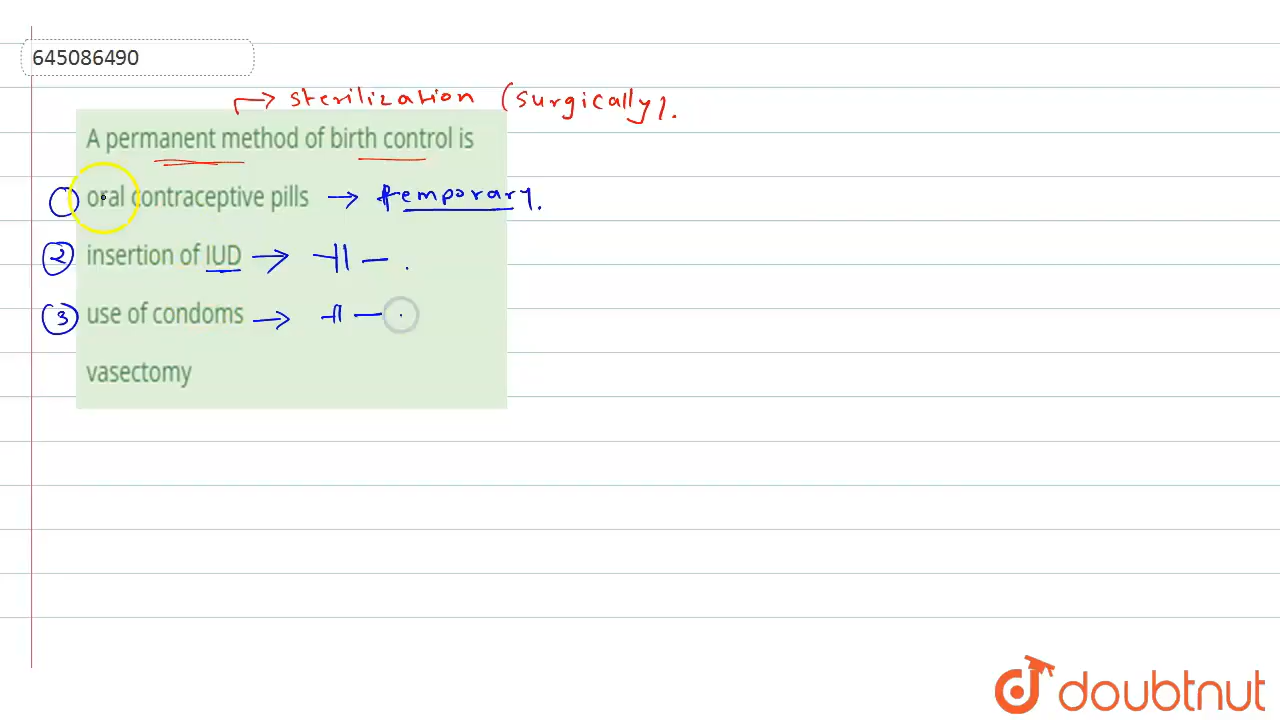 645086490
→ sterilization (surgically).
A permanent method of birth control is
① oral contraceptive pills → temporary.
② insertion of IUD → —||— .
③ use of condoms → —||— .
vasectomy
doubtnut